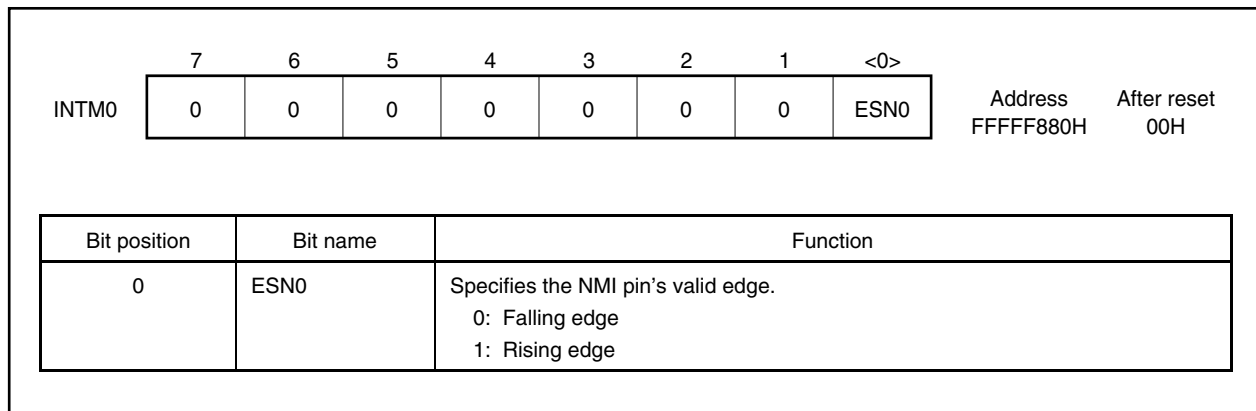 7 6 5 4 3 2 1 <0>
INTM0 0 0 0 0 0 0 0 ESN0 Address After reset
FFFFF880H 00H
Bit position Bit name Function
0 ESN0 Specifies the NMI pin's valid edge.
0: Falling edge
1: Rising edge